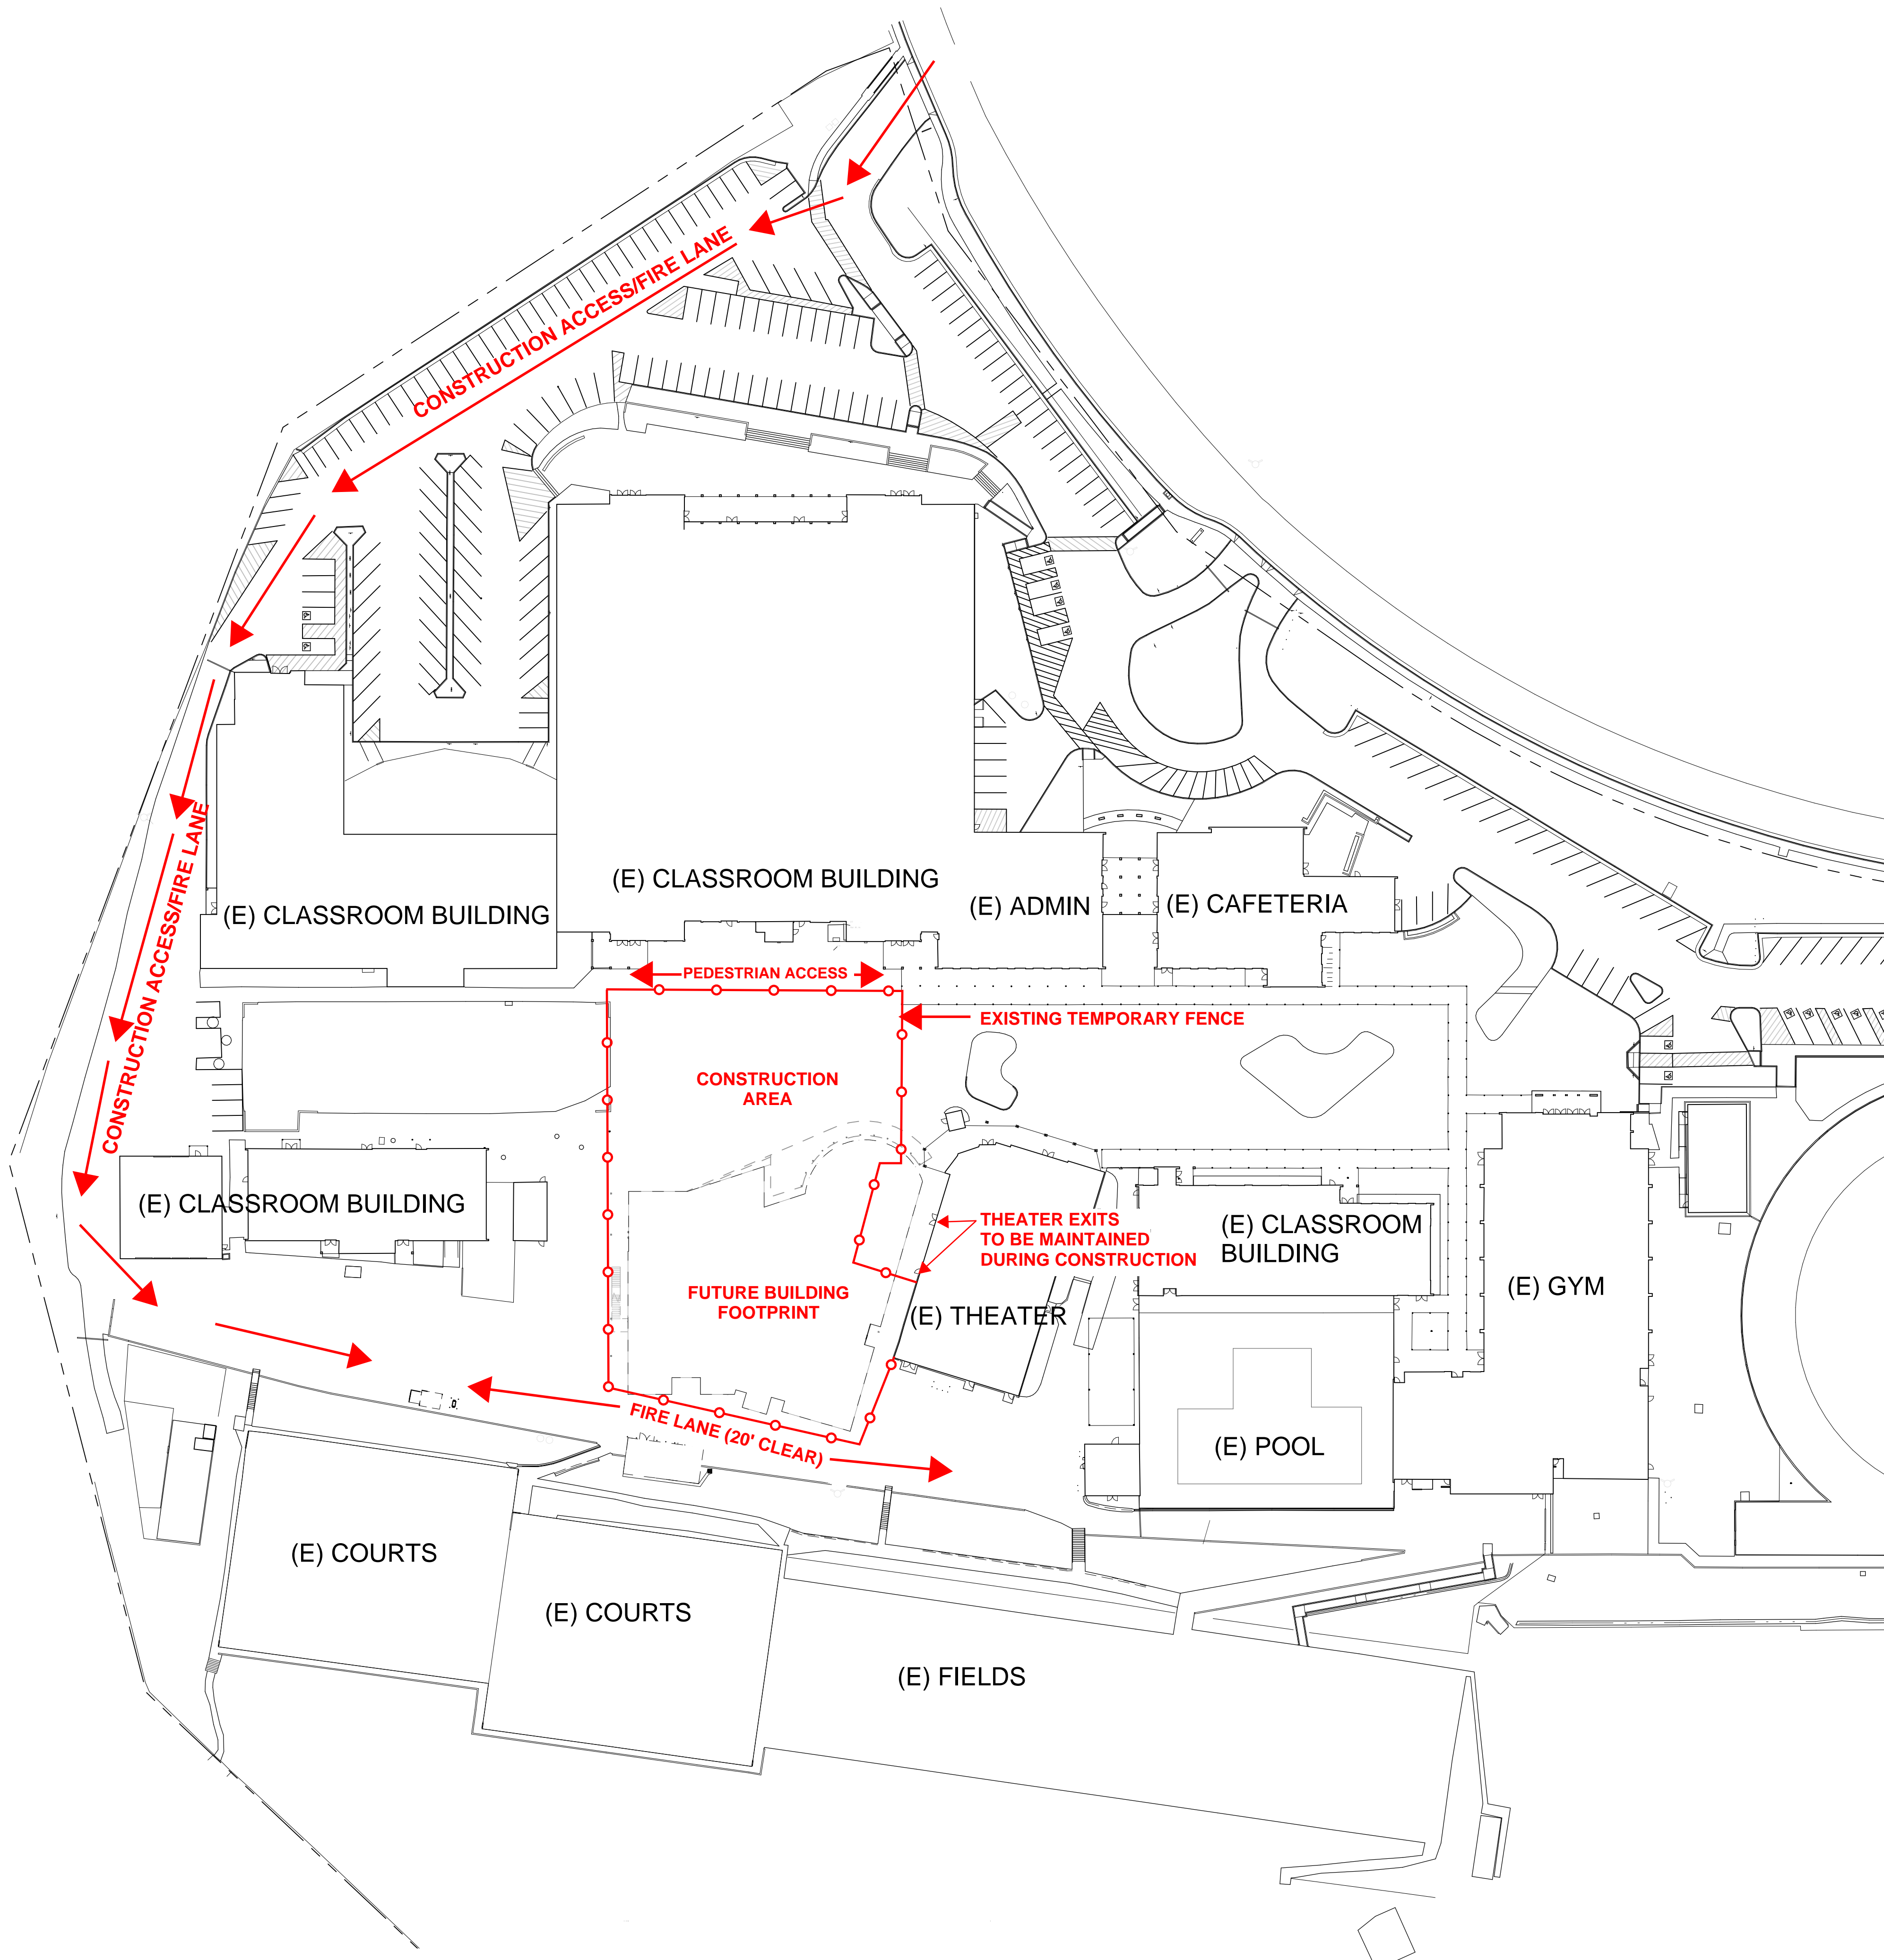 CONSTRUCTION ACCESS/FIRE LANE
CONSTRUCTION ACCESS/FIRE LANE
(E) CLASSROOM BUILDING
(E) CLASSROOM BUILDING
(E) ADMIN
(E) CAFETERIA
PEDESTRIAN ACCESS
EXISTING TEMPORARY FENCE
CONSTRUCTION
AREA
(E) CLASSROOM BUILDING
THEATER EXITS
TO BE MAINTAINED
DURING CONSTRUCTION
(E) CLASSROOM
BUILDING
(E) GYM
FUTURE BUILDING
FOOTPRINT
(E) THEATER
FIRE LANE (20' CLEAR)
(E) POOL
(E) COURTS
(E) COURTS
(E) FIELDS